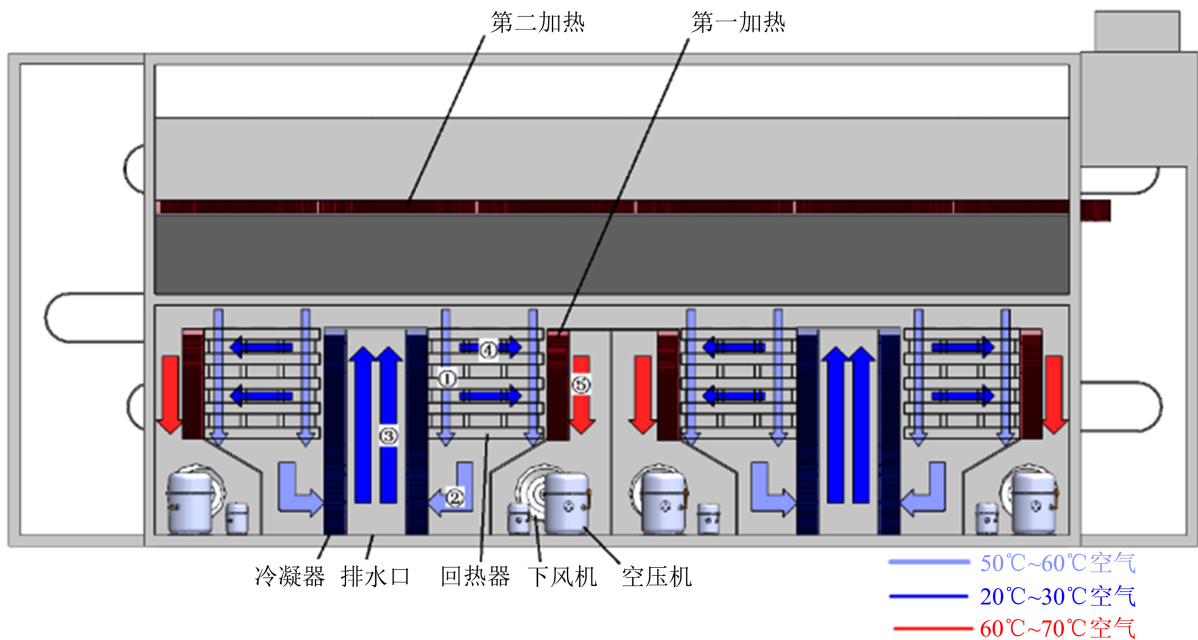 第二加热
第一加热
④
①
⑤
③
②
冷凝器
排水口
回热器
下风机
空压机
50℃~60℃空气
20℃~30℃空气
60℃~70℃空气